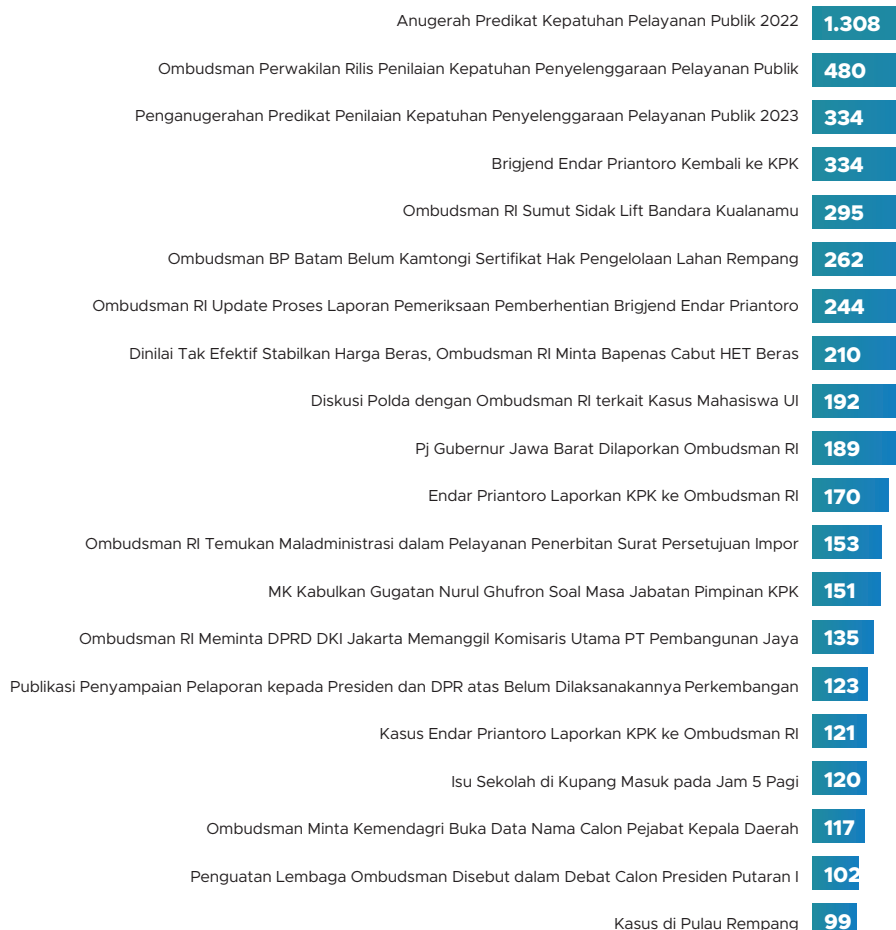 Anugerah Predikat Kepatuhan Pelayanan Publik 2022 1.308
Ombudsman Perwakilan Rilis Penilaian Kepatuhan Penyelenggaraan Pelayanan Publik 480
Penganugerahan Predikat Penilaian Kepatuhan Penyelenggaraan Pelayanan Publik 2023 334
Brigjend Endar Priantoro Kembali ke KPK 334
Ombudsman RI Sumut Sidak Lift Bandara Kualanamu 295
Ombudsman BP Batam Belum Kamtongi Sertifikat Hak Pengelolaan Lahan Rempang 262
Ombudsman RI Update Proses Laporan Pemeriksaan Pemberhentian Brigjend Endar Priantoro 244
Dinilai Tak Efektif Stabilkan Harga Beras, Ombudsman RI Minta Bapenas Cabut HET Beras 210
Diskusi Polda dengan Ombudsman RI terkait Kasus Mahasiswa UI 192
Pj Gubernur Jawa Barat Dilaporkan Ombudsman RI 189
Endar Priantoro Laporkan KPK ke Ombudsman RI 170
Ombudsman RI Temukan Maladministrasi dalam Pelayanan Penerbitan Surat Persetujuan Impor 153
MK Kabulkan Gugatan Nurul Ghufron Soal Masa Jabatan Pimpinan KPK 151
Ombudsman RI Meminta DPRD DKI Jakarta Memanggil Komisaris Utama PT Pembangunan Jaya 135
Publikasi Penyampaian Pelaporan kepada Presiden dan DPR atas Belum Dilaksanakannya Perkembangan 123
Kasus Endar Priantoro Laporkan KPK ke Ombudsman RI 121
Isu Sekolah di Kupang Masuk pada Jam 5 Pagi 120
Ombudsman Minta Kemendagri Buka Data Nama Calon Pejabat Kepala Daerah 117
Penguatan Lembaga Ombudsman Disebut dalam Debat Calon Presiden Putaran I 102
Kasus di Pulau Rempang 99